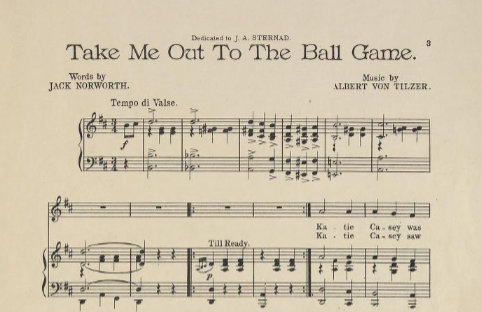 Dedicated to J. A. STERNAD.
3
Take Me Out To The Ball Game.
Words by
JACK NORWORTH.
Music by
ALBERT VON TILZER.
Tempo di Valse.
f
Till Ready.
Ka - tie Ca - sey was
Ka - tie Ca - sey saw